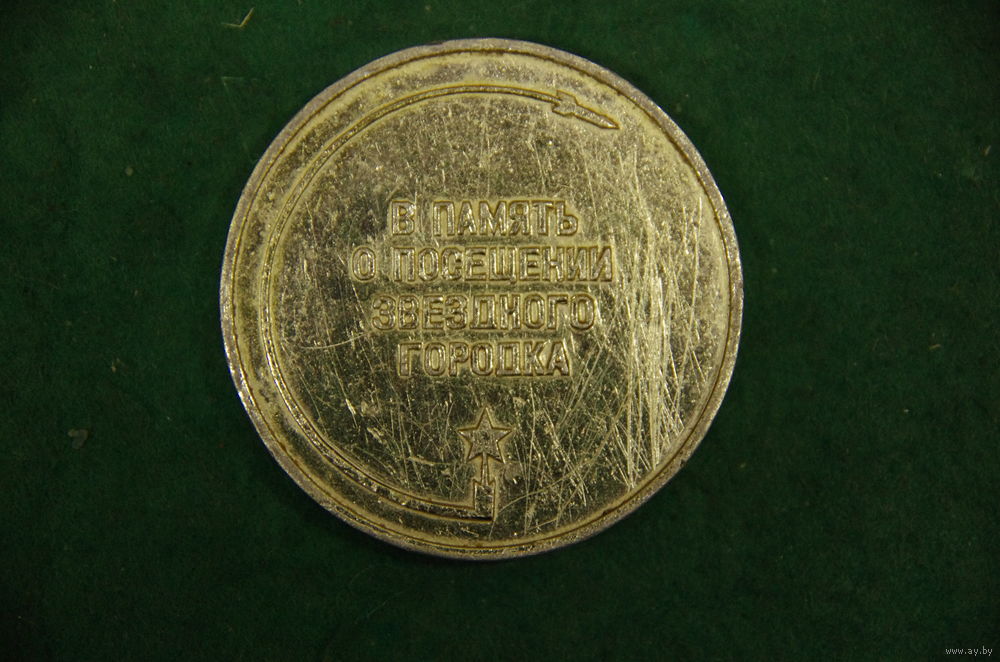 В ПАМЯТЬ
О ПОСЕЩЕНИИ
ЗВЕЗДНОГО
ГОРОДКА
www.ay.by